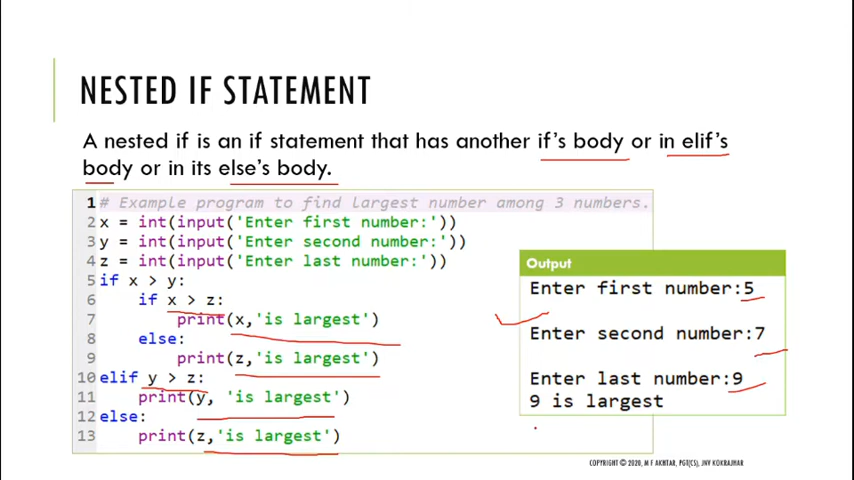 NESTED IF STATEMENT
A nested if is an if statement that has another if's body or in elif's
body or in its else's body.
1 # Example program to find largest number among 3 numbers.
2 x = int(input('Enter first number:'))
3 y = int(input('Enter second number:'))
4 z = int(input('Enter last number:'))
5 if x > y:
6     if x > z:
7         print(x,'is largest')
8     else:
9         print(z,'is largest')
10 elif y > z:
11     print(y, 'is largest')
12 else:
13     print(z,'is largest')
Output
Enter first number:5
Enter second number:7
Enter last number:9
9 is largest
COPYRIGHT © 2020, M F AKHTAR, PGT(CS), JNV KOKRAJHAR